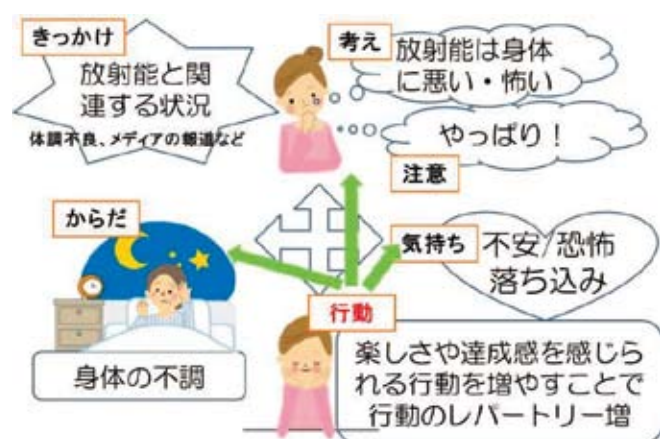 きっかけ
放射能と関
連する状況
体調不良、メディアの報道など
考え
放射能は身体
に悪い・怖い
やっぱり！
注意
からだ
身体の不調
気持ち
不安/恐怖
落ち込み
行動
楽しさや達成感を感じら
れる行動を増やすことで
行動のレパートリー増